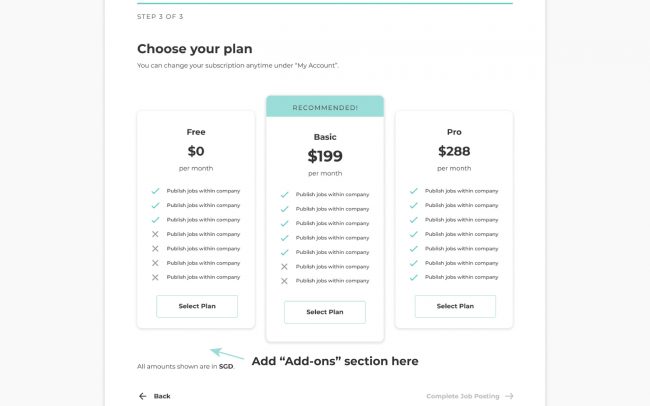 STEP 3 OF 3
Choose your plan
You can change your subscription anytime under “My Account”.
Free
$0
per month
Publish jobs within company
Publish jobs within company
Publish jobs within company
Publish jobs within company
Publish jobs within company
Publish jobs within company
Publish jobs within company
Select Plan
RECOMMENDED!
Basic
$199
per month
Publish jobs within company
Publish jobs within company
Publish jobs within company
Publish jobs within company
Publish jobs within company
Publish jobs within company
Publish jobs within company
Select Plan
Pro
$288
per month
Publish jobs within company
Publish jobs within company
Publish jobs within company
Publish jobs within company
Publish jobs within company
Publish jobs within company
Publish jobs within company
Select Plan
Add “Add-ons” section here
All amounts shown are in SGD.
Back
Complete Job Posting